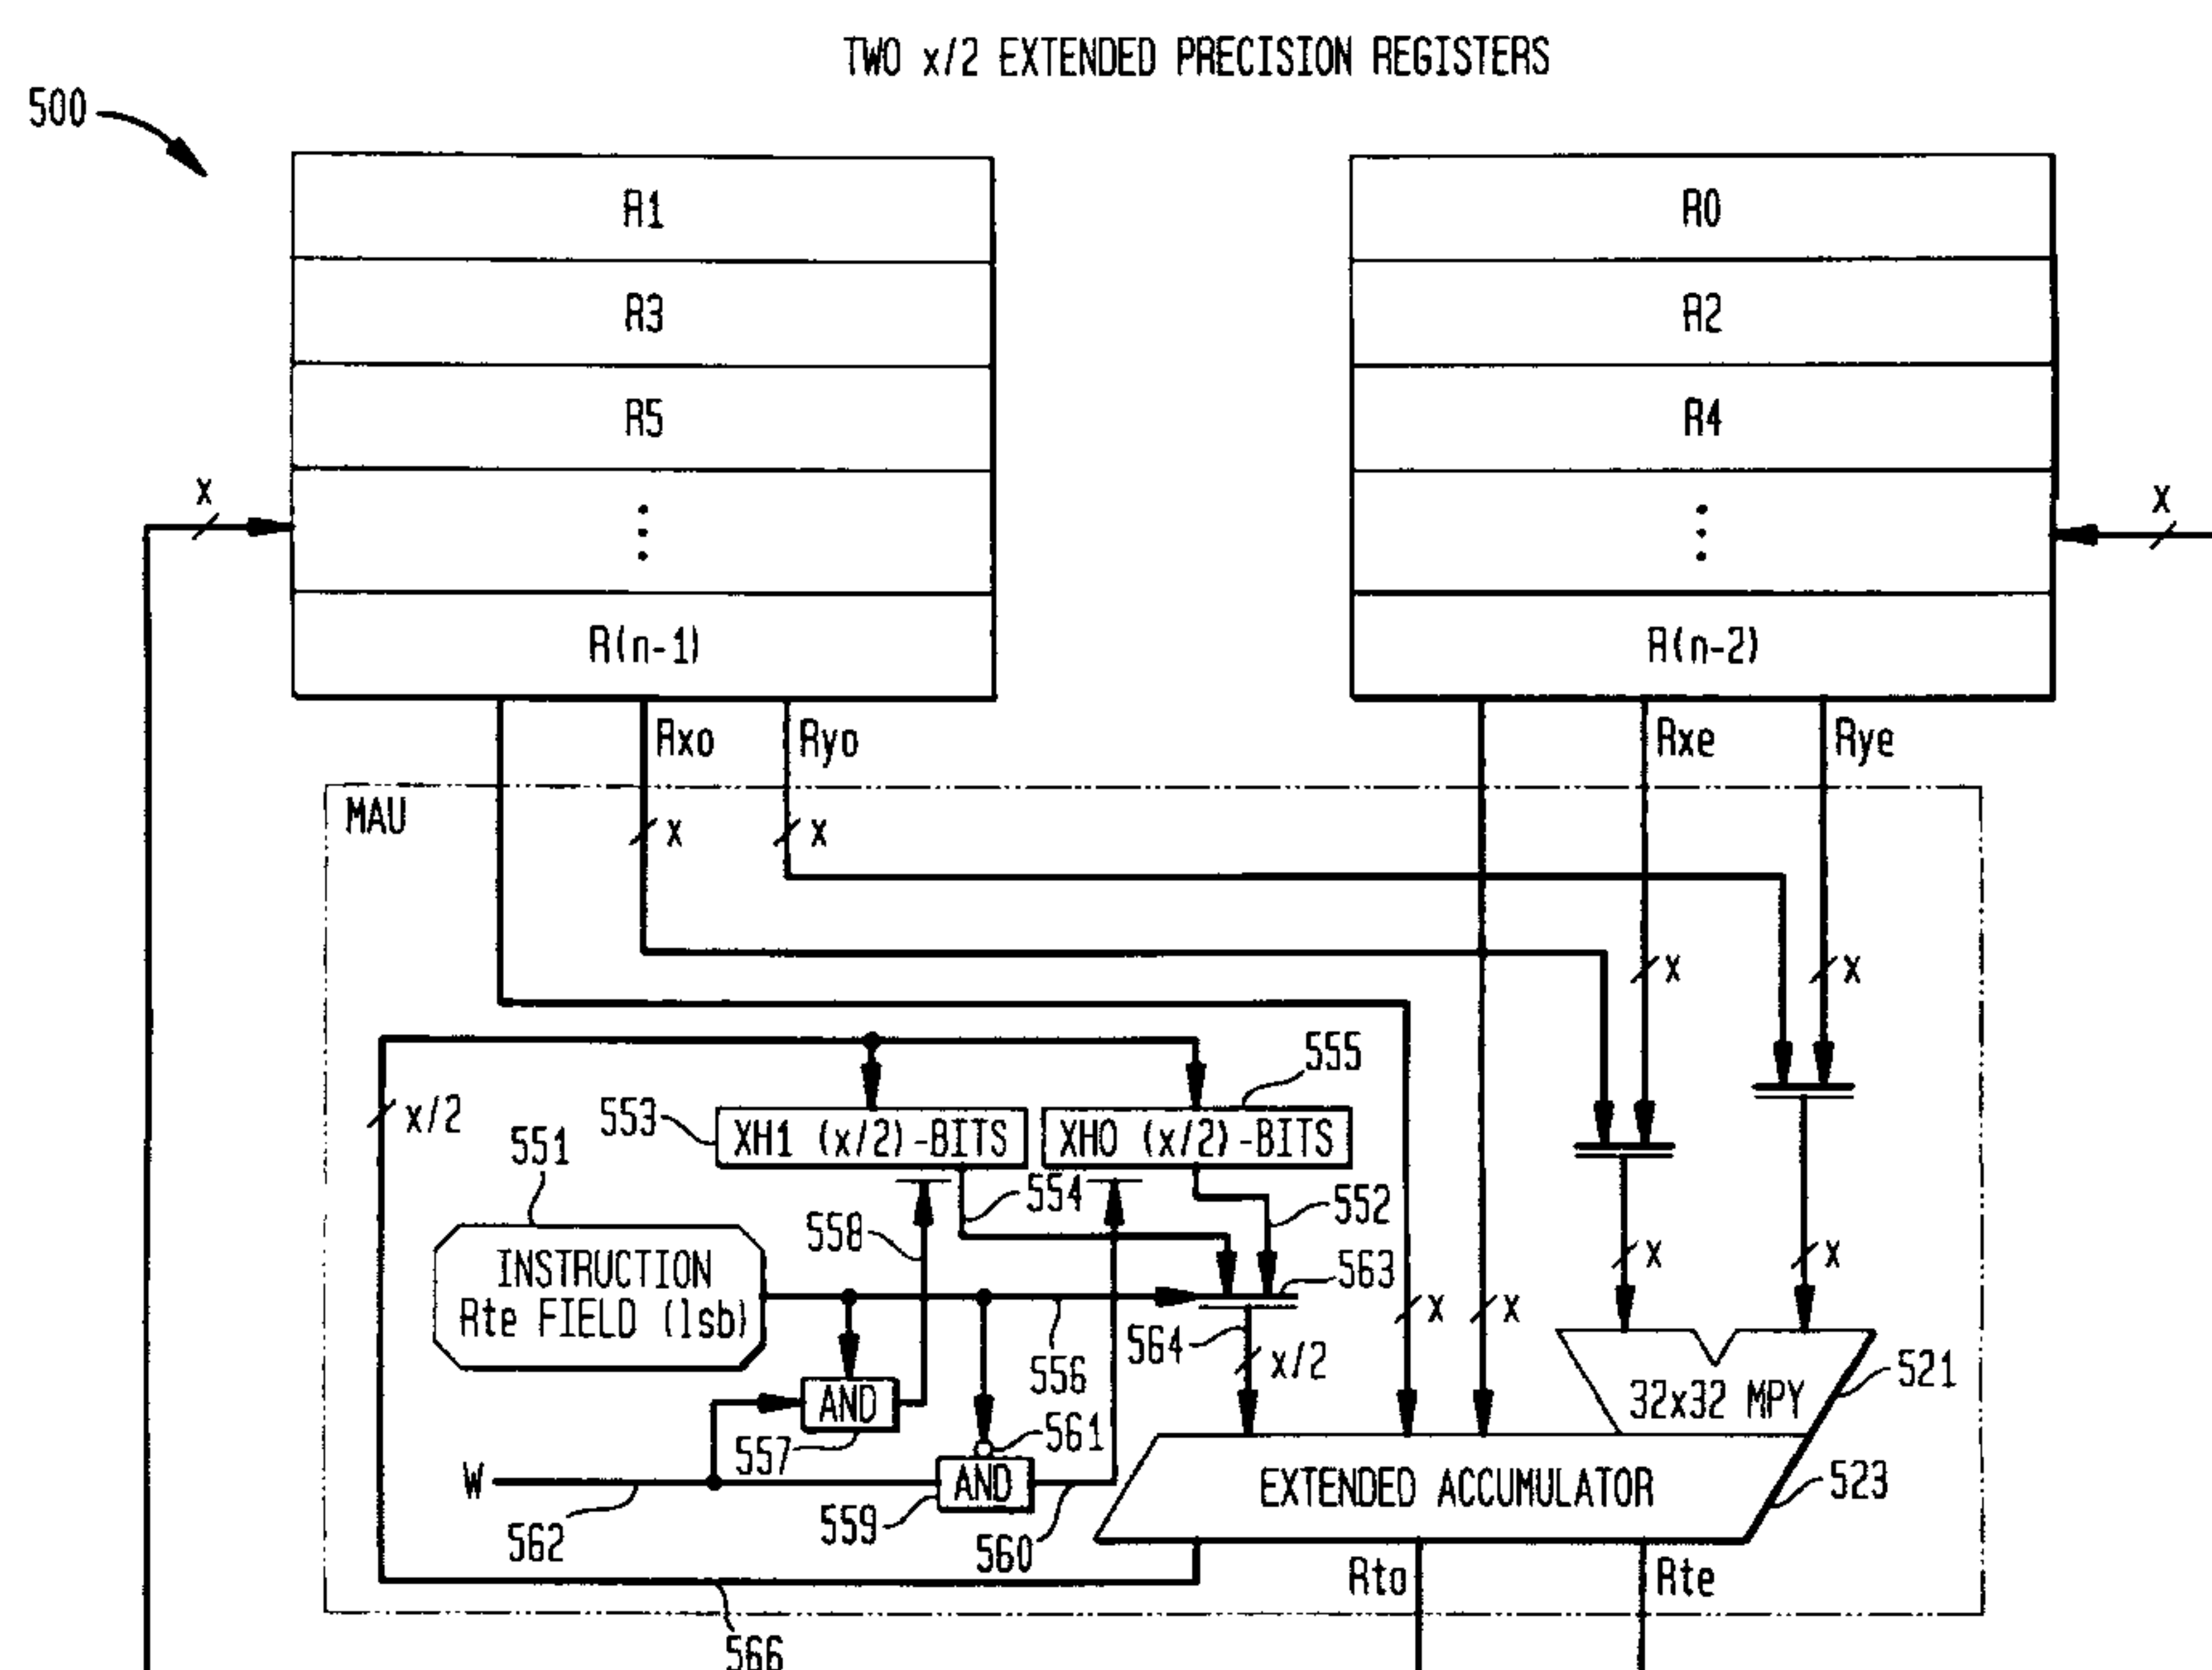 TWO x/2 EXTENDED PRECISION REGISTERS
500
R1
R0
R3
R2
R5
R4
x
x
R(n-1)
R(n-2)
Rxo
Ryo
Rxe
Rye
MAU
x
x
x
x
555
553
XH1 (x/2)-BITS
XH0 (x/2)-BITS
x/2
551
554
552
558
INSTRUCTION
Rte FIELD (lsb)
563
x
x
x
x
564
x/2
556
521
AND
32x32 MPY
557
561
W
AND
EXTENDED ACCUMULATOR
523
559
562
560
Rto
Rte
566